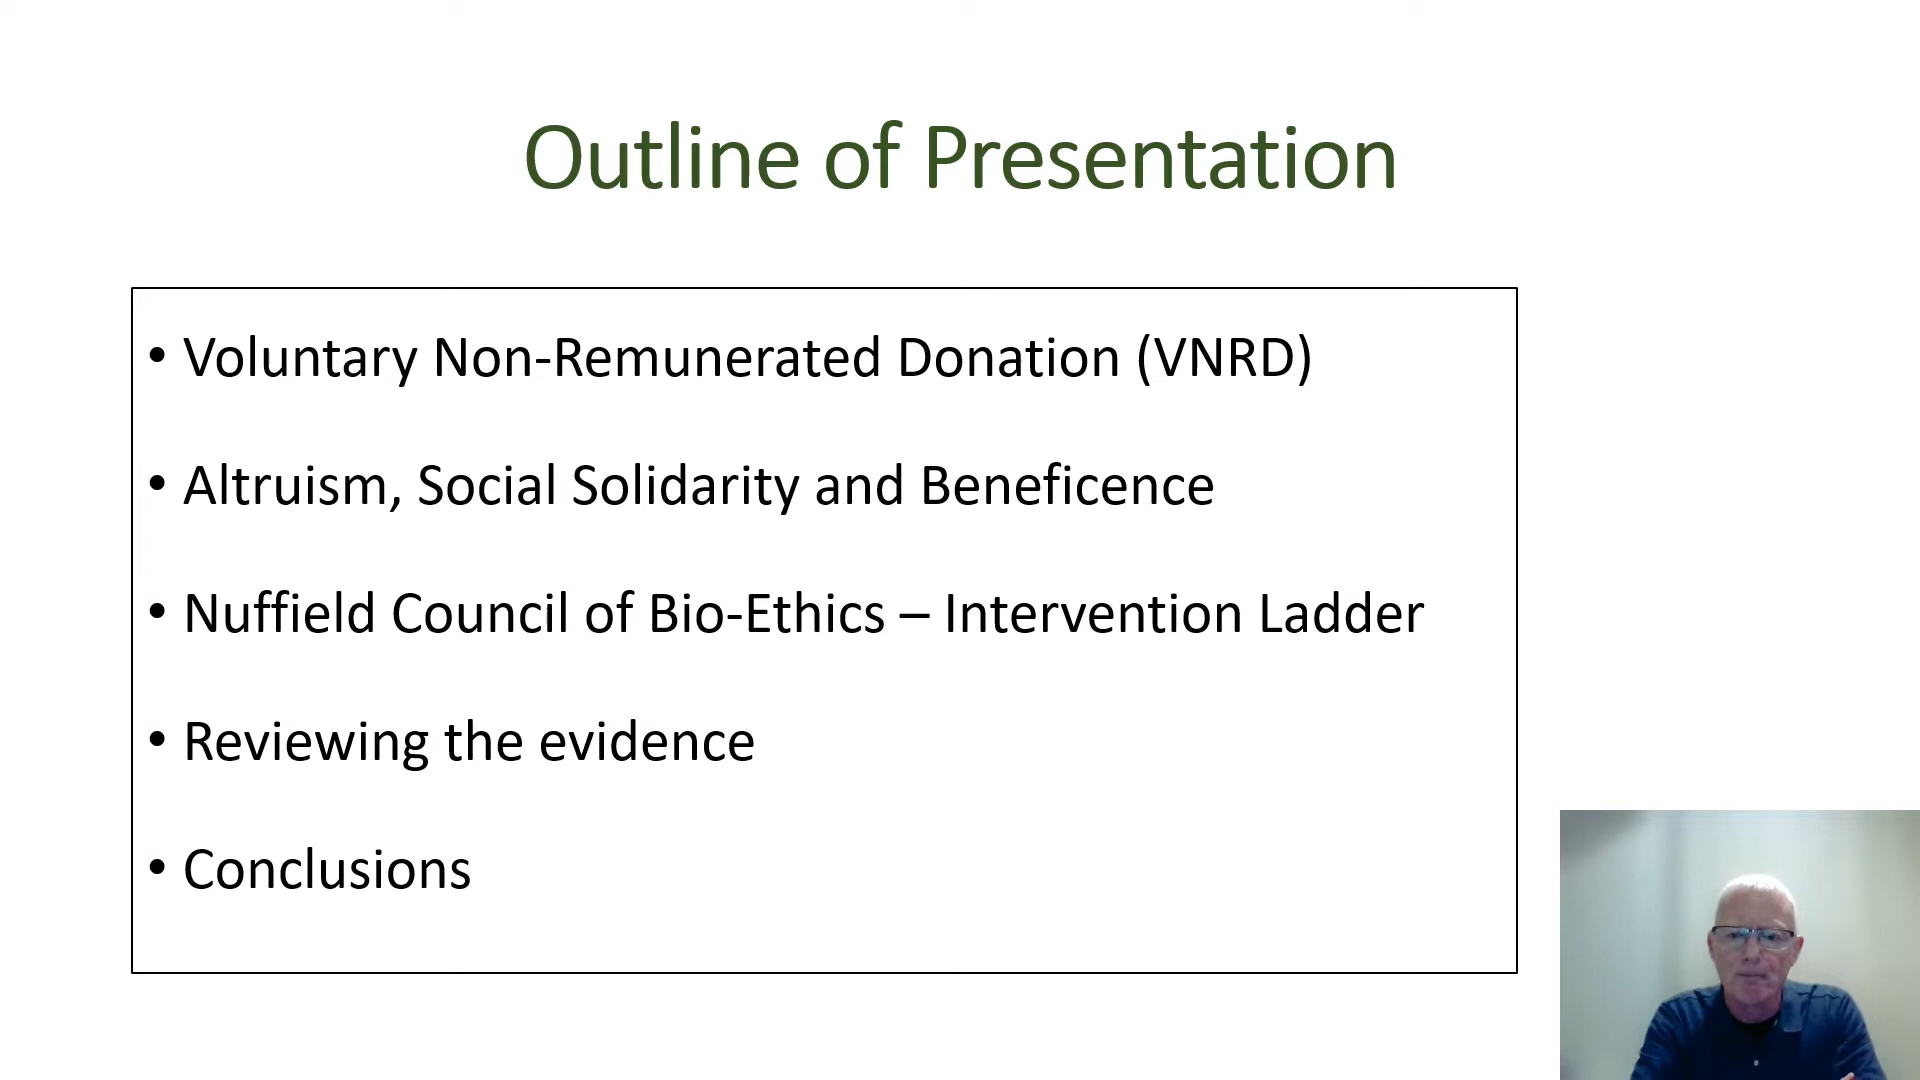 Outline of Presentation
• Voluntary Non-Remunerated Donation (VNRD)
• Altruism, Social Solidarity and Beneficence
• Nuffield Council of Bio-Ethics – Intervention Ladder
• Reviewing the evidence
• Conclusions